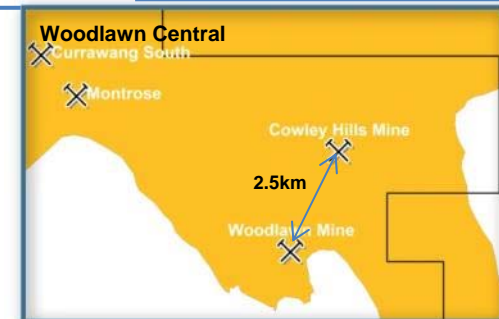 Woodlawn Central
Currawang South
Montrose
Cowley Hills Mine
2.5km
Woodlawn Mine